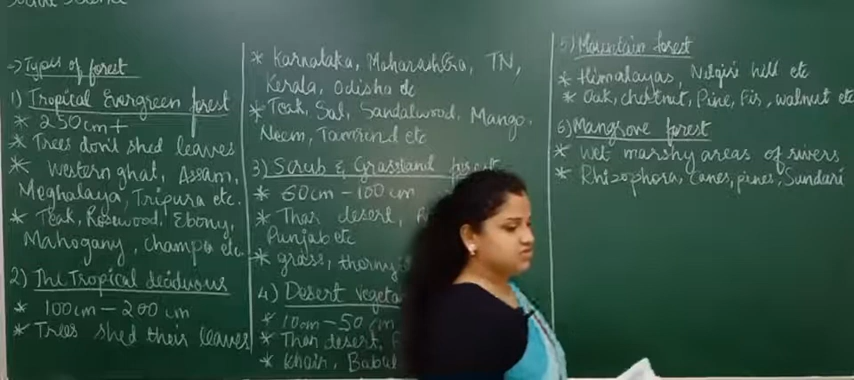 Social Science
→ Types of forest
1) Tropical Evergreen forest
* 250cm+
* Trees don't shed leaves
* Western ghat, Assam,
Meghalaya, Tripura etc.
* Teak, Rosewood, Ebony,
Mahogany, Champa etc
2) The Tropical deciduous
* 100cm – 200 cm
* Trees shed their leaves
* Karnataka, Maharashtra, TN,
Kerala, Odisha etc
* Teak, Sal, Sandalwood, Mango,
Neem, Tamrind etc
3) Scrub & Grassland forest
* 60cm – 100 cm
* Thar desert,
Punjab etc
* grass, thorny
4) Desert vegeta
* 10cm – 50 cm
* Thar desert,
* Khair, Babul
5) Mountain forest
* Himalayas, Nilgiri hill etc
* Oak, chestnut, Pine, Fir, walnut etc
6) Mangrove forest
* Wet marshy areas of rivers
* Rhizophora, Canes, pines, Sundari